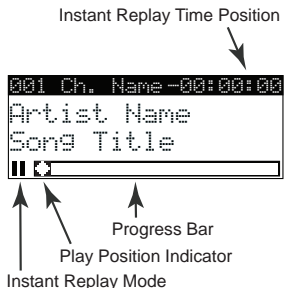 Instant Replay Time Position
001 Ch. Name -00:00:00
Artist Name
Song Title
Progress Bar
Play Position Indicator
Instant Replay Mode